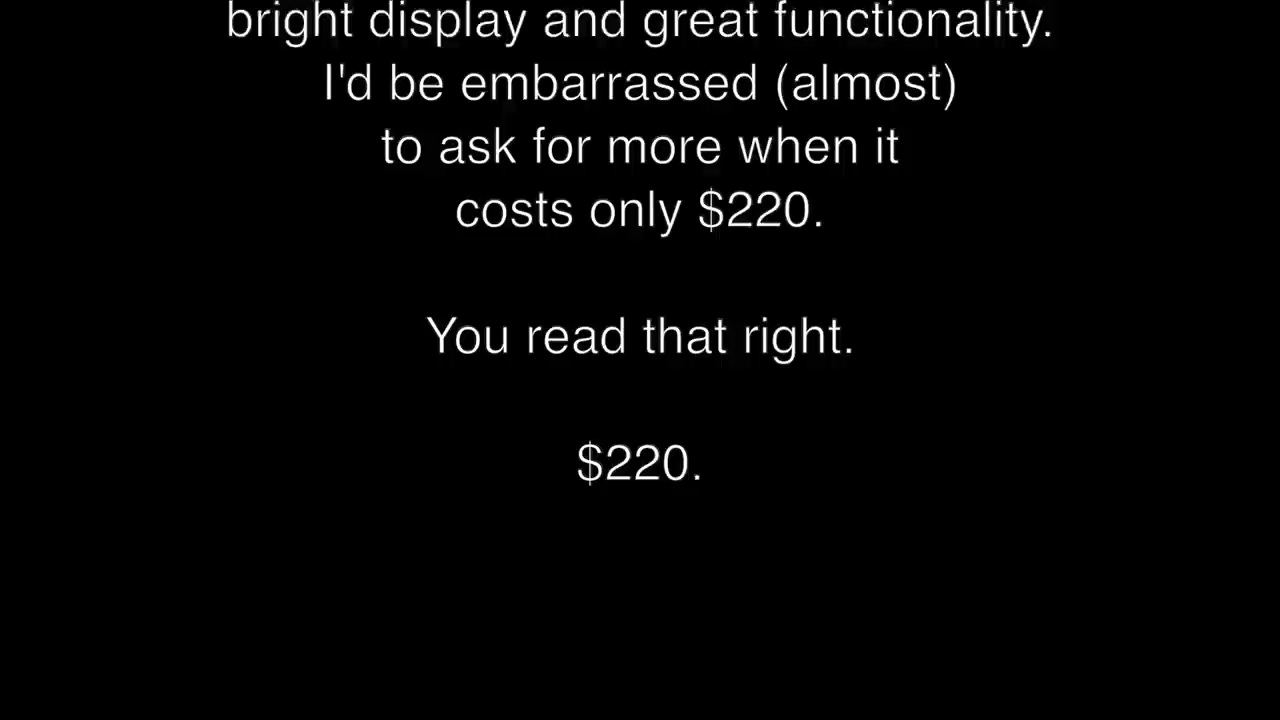 bright display and great functionality.
I'd be embarrassed (almost)
to ask for more when it
costs only $220.
You read that right.
$220.